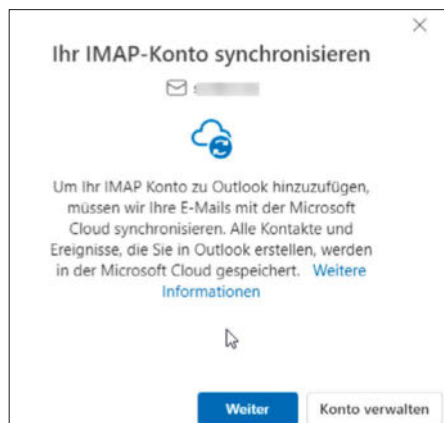 Ihr IMAP-Konto synchronisieren
Um Ihr IMAP Konto zu Outlook hinzuzufügen,
müssen wir Ihre E-Mails mit der Microsoft
Cloud synchronisieren. Alle Kontakte und
Ereignisse, die Sie in Outlook erstellen, werden
in der Microsoft Cloud gespeichert. Weitere
Informationen
Weiter Konto verwalten